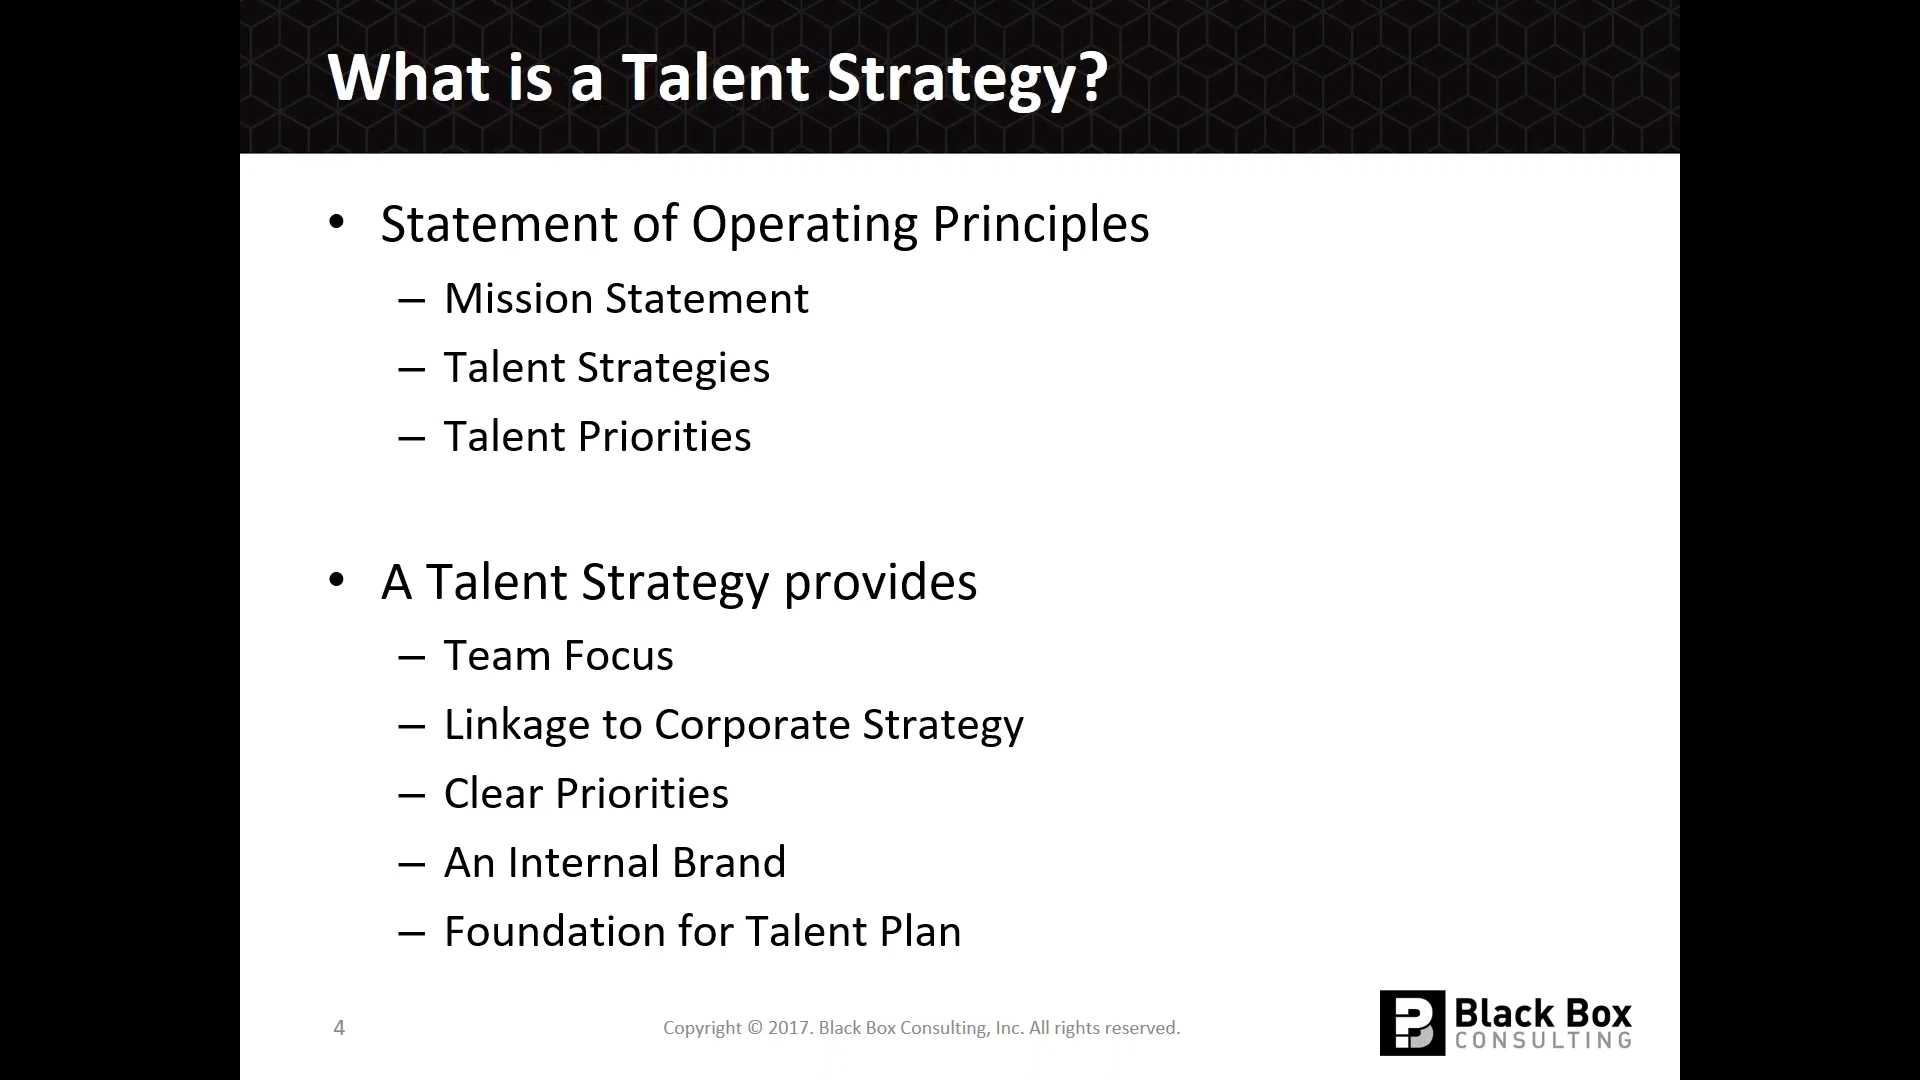 What is a Talent Strategy?
• Statement of Operating Principles
– Mission Statement
– Talent Strategies
– Talent Priorities
• A Talent Strategy provides
– Team Focus
– Linkage to Corporate Strategy
– Clear Priorities
– An Internal Brand
– Foundation for Talent Plan
4
Copyright © 2017. Black Box Consulting, Inc. All rights reserved.
Black Box
CONSULTING